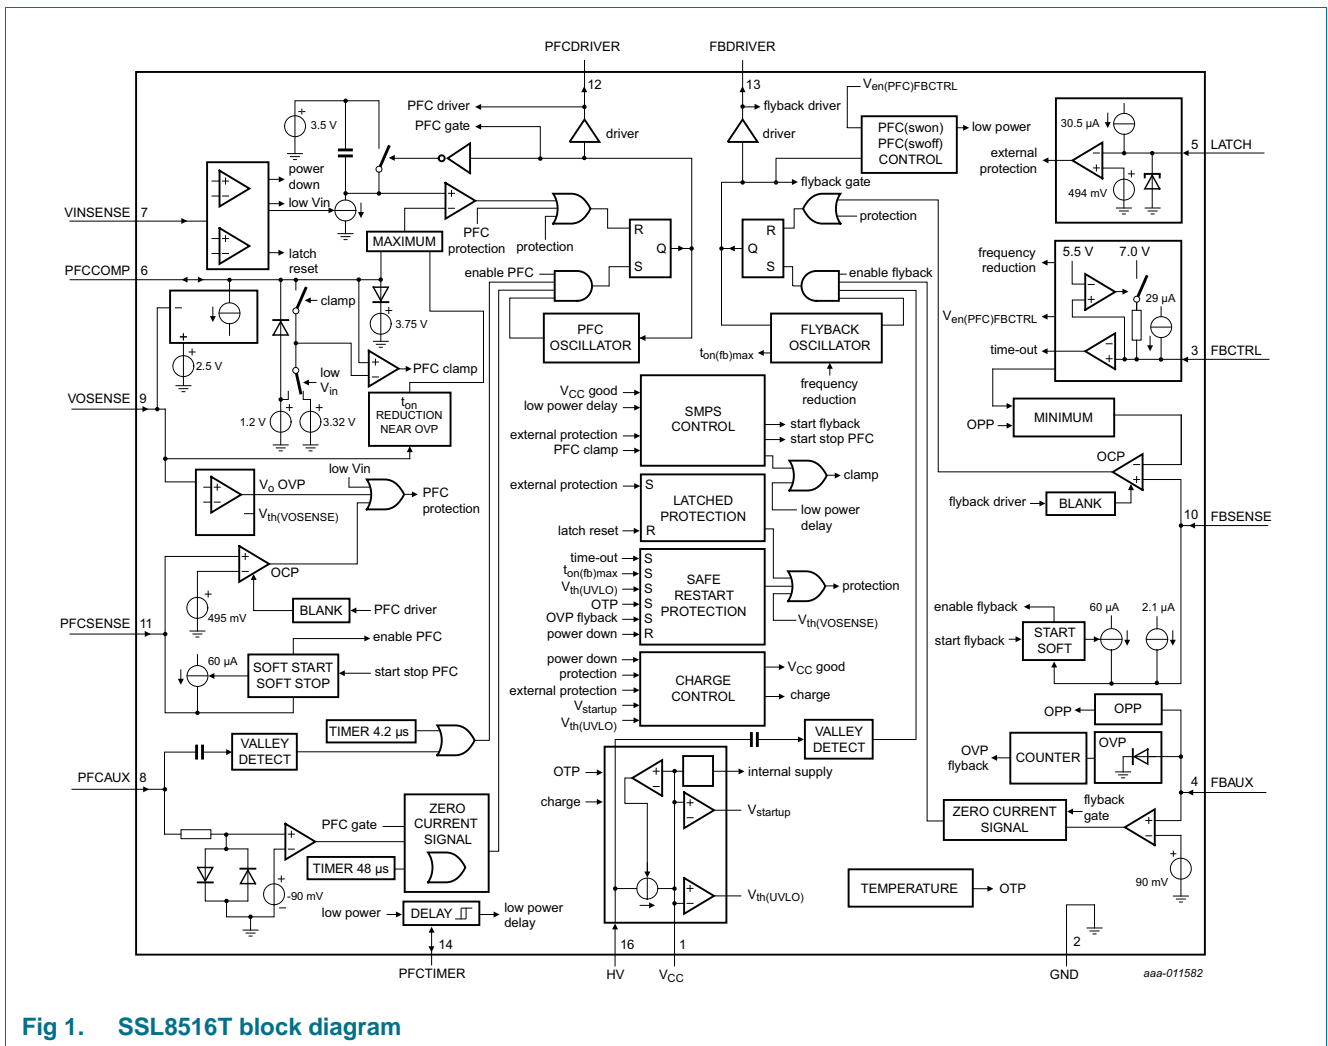 PFCDRIVER
FBDRIVER
12
13
PFC driver
PFC gate
driver
flyback driver
driver
flyback gate
Ven(PFC)FBCTRL
PFC(swon)
PFC(swoff)
CONTROL
low power
30.5 µA
external
protection
494 mV
5
LATCH
3.5 V
power
down
low Vin
latch
reset
VINSENSE
7
MAXIMUM
PFC
protection
protection
R
S
Q
R
S
Q
protection
PFCCOMP
6
enable PFC
enable flyback
clamp
3.75 V
2.5 V
PFC
OSCILLATOR
FLYBACK
OSCILLATOR
ton(fb)max
frequency
reduction
frequency
reduction
5.5 V
7.0 V
29 µA
Ven(PFC)FBCTRL
time-out
3
FBCTRL
PFC clamp
low
Vin
1.2 V
3.32 V
ton
REDUCTION
NEAR OVP
VOSENSE
9
VCC good
low power delay
external protection
PFC clamp
SMPS
CONTROL
start flyback
start stop PFC
clamp
low power
delay
OPP
MINIMUM
OCP
flyback driver
BLANK
10
FBSENSE
low Vin
Vo OVP
Vth(VOSENSE)
PFC
protection
external protection
latch reset
S
R
LATCHED
PROTECTION
OCP
495 mV
BLANK
PFC driver
PFCSENSE
11
time-out
ton(fb)max
Vth(UVLO)
OTP
OVP flyback
power down
S
S
S
S
S
R
SAFE
RESTART
PROTECTION
protection
Vth(VOSENSE)
enable PFC
60 µA
SOFT START
SOFT STOP
start stop PFC
enable flyback
start flyback
START
SOFT
60 µA
2.1 µA
power down
protection
external protection
Vstartup
Vth(UVLO)
CHARGE
CONTROL
VCC good
charge
OPP
OPP
TIMER 4.2 µs
VALLEY
DETECT
VALLEY
DETECT
OVP
flyback
COUNTER
OVP
PFCAUX
8
OTP
charge
internal supply
Vstartup
Vth(UVLO)
4
FBAUX
flyback
gate
ZERO CURRENT
SIGNAL
90 mV
PFC gate
ZERO
CURRENT
SIGNAL
TIMER 48 µs
-90 mV
low power
DELAY
low power
delay
TEMPERATURE
OTP
14
PFCTIMER
16
HV
1
VCC
2
GND
aaa-011582
Fig 1. SSL8516T block diagram